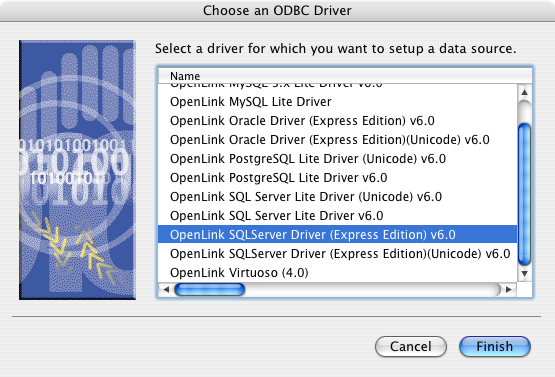 Choose an ODBC Driver
Select a driver for which you want to setup a data source.
Name
OpenLink MySQL 5.x Lite Driver v6.0
OpenLink MySQL Lite Driver
OpenLink Oracle Driver (Express Edition) v6.0
OpenLink Oracle Driver (Express Edition)(Unicode) v6.0
OpenLink PostgreSQL Lite Driver (Unicode) v6.0
OpenLink PostgreSQL Lite Driver v6.0
OpenLink SQL Server Lite Driver (Unicode) v6.0
OpenLink SQL Server Lite Driver v6.0
OpenLink SQLServer Driver (Express Edition) v6.0
OpenLink SQLServer Driver (Express Edition)(Unicode) v6.0
OpenLink Virtuoso (4.0)
Cancel
Finish